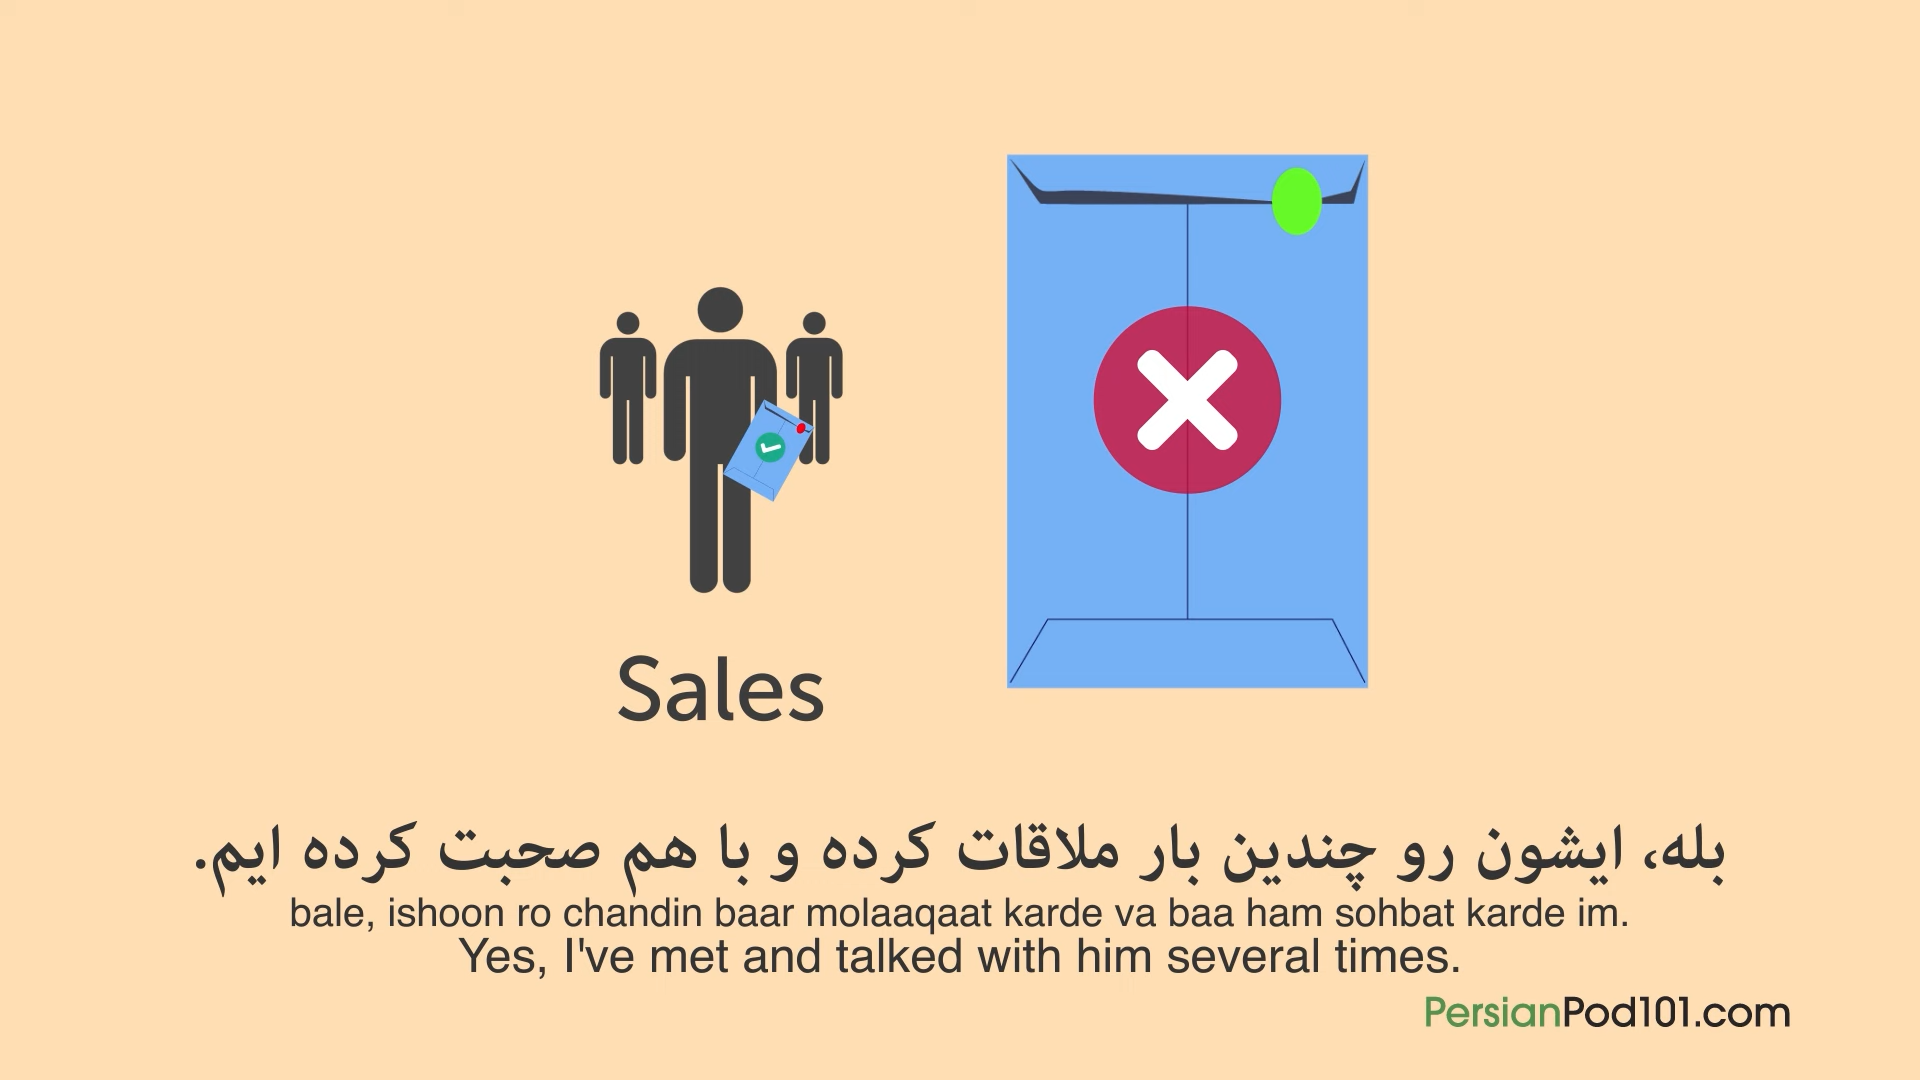 Sales
بله، ایشون رو چندین بار ملاقات کرده و با هم صحبت کرده ایم.
bale, ishoon ro chandin baar molaaqaat karde va baa ham sohbat karde im.
Yes, I've met and talked with him several times.
PersianPod101.com